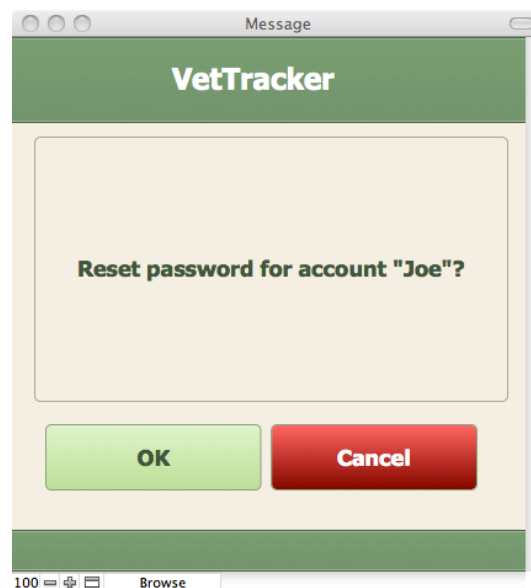 Message
VetTracker
Reset password for account "Joe"?
OK
Cancel
100
Browse